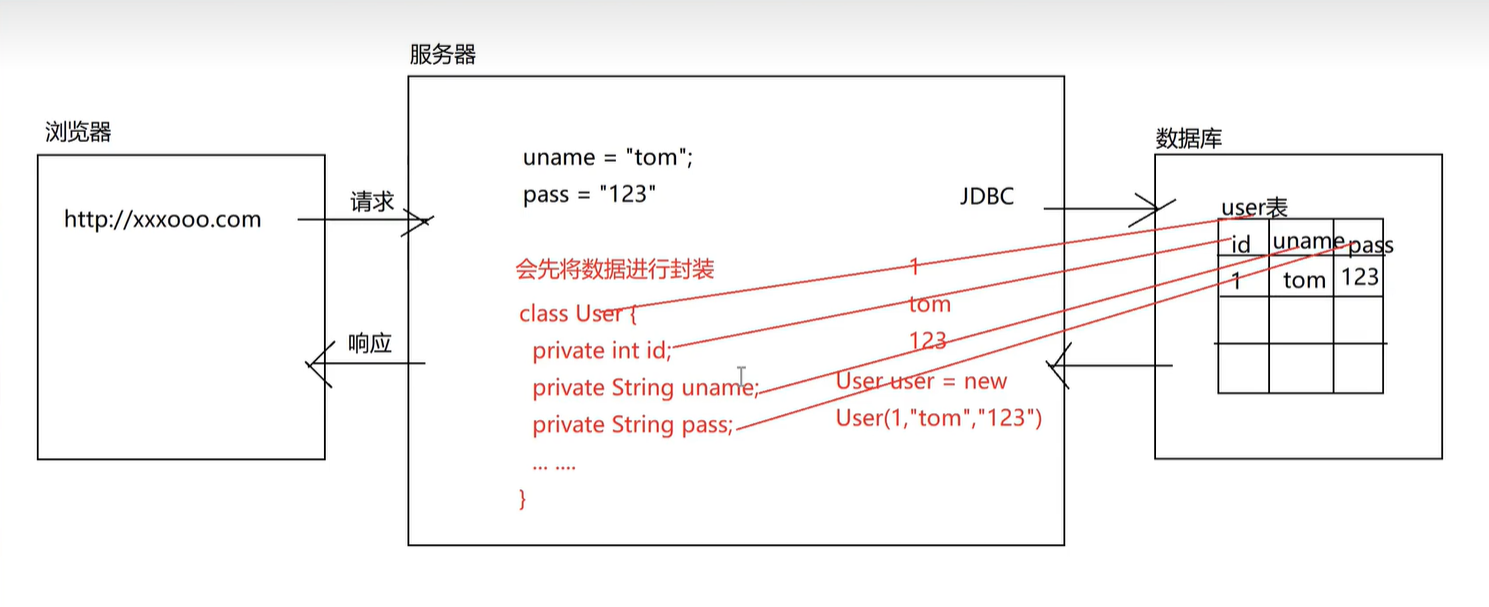 服务器
浏览器
http://xxxooo.com
请求
响应
uname = "tom";
pass = "123"
JDBC
会先将数据进行封装
class User {
private int id;
private String uname;
private String pass;
... ....
}
1
tom
123
User user = new
User(1,"tom","123")
数据库
user表
id uname pass
1 tom 123